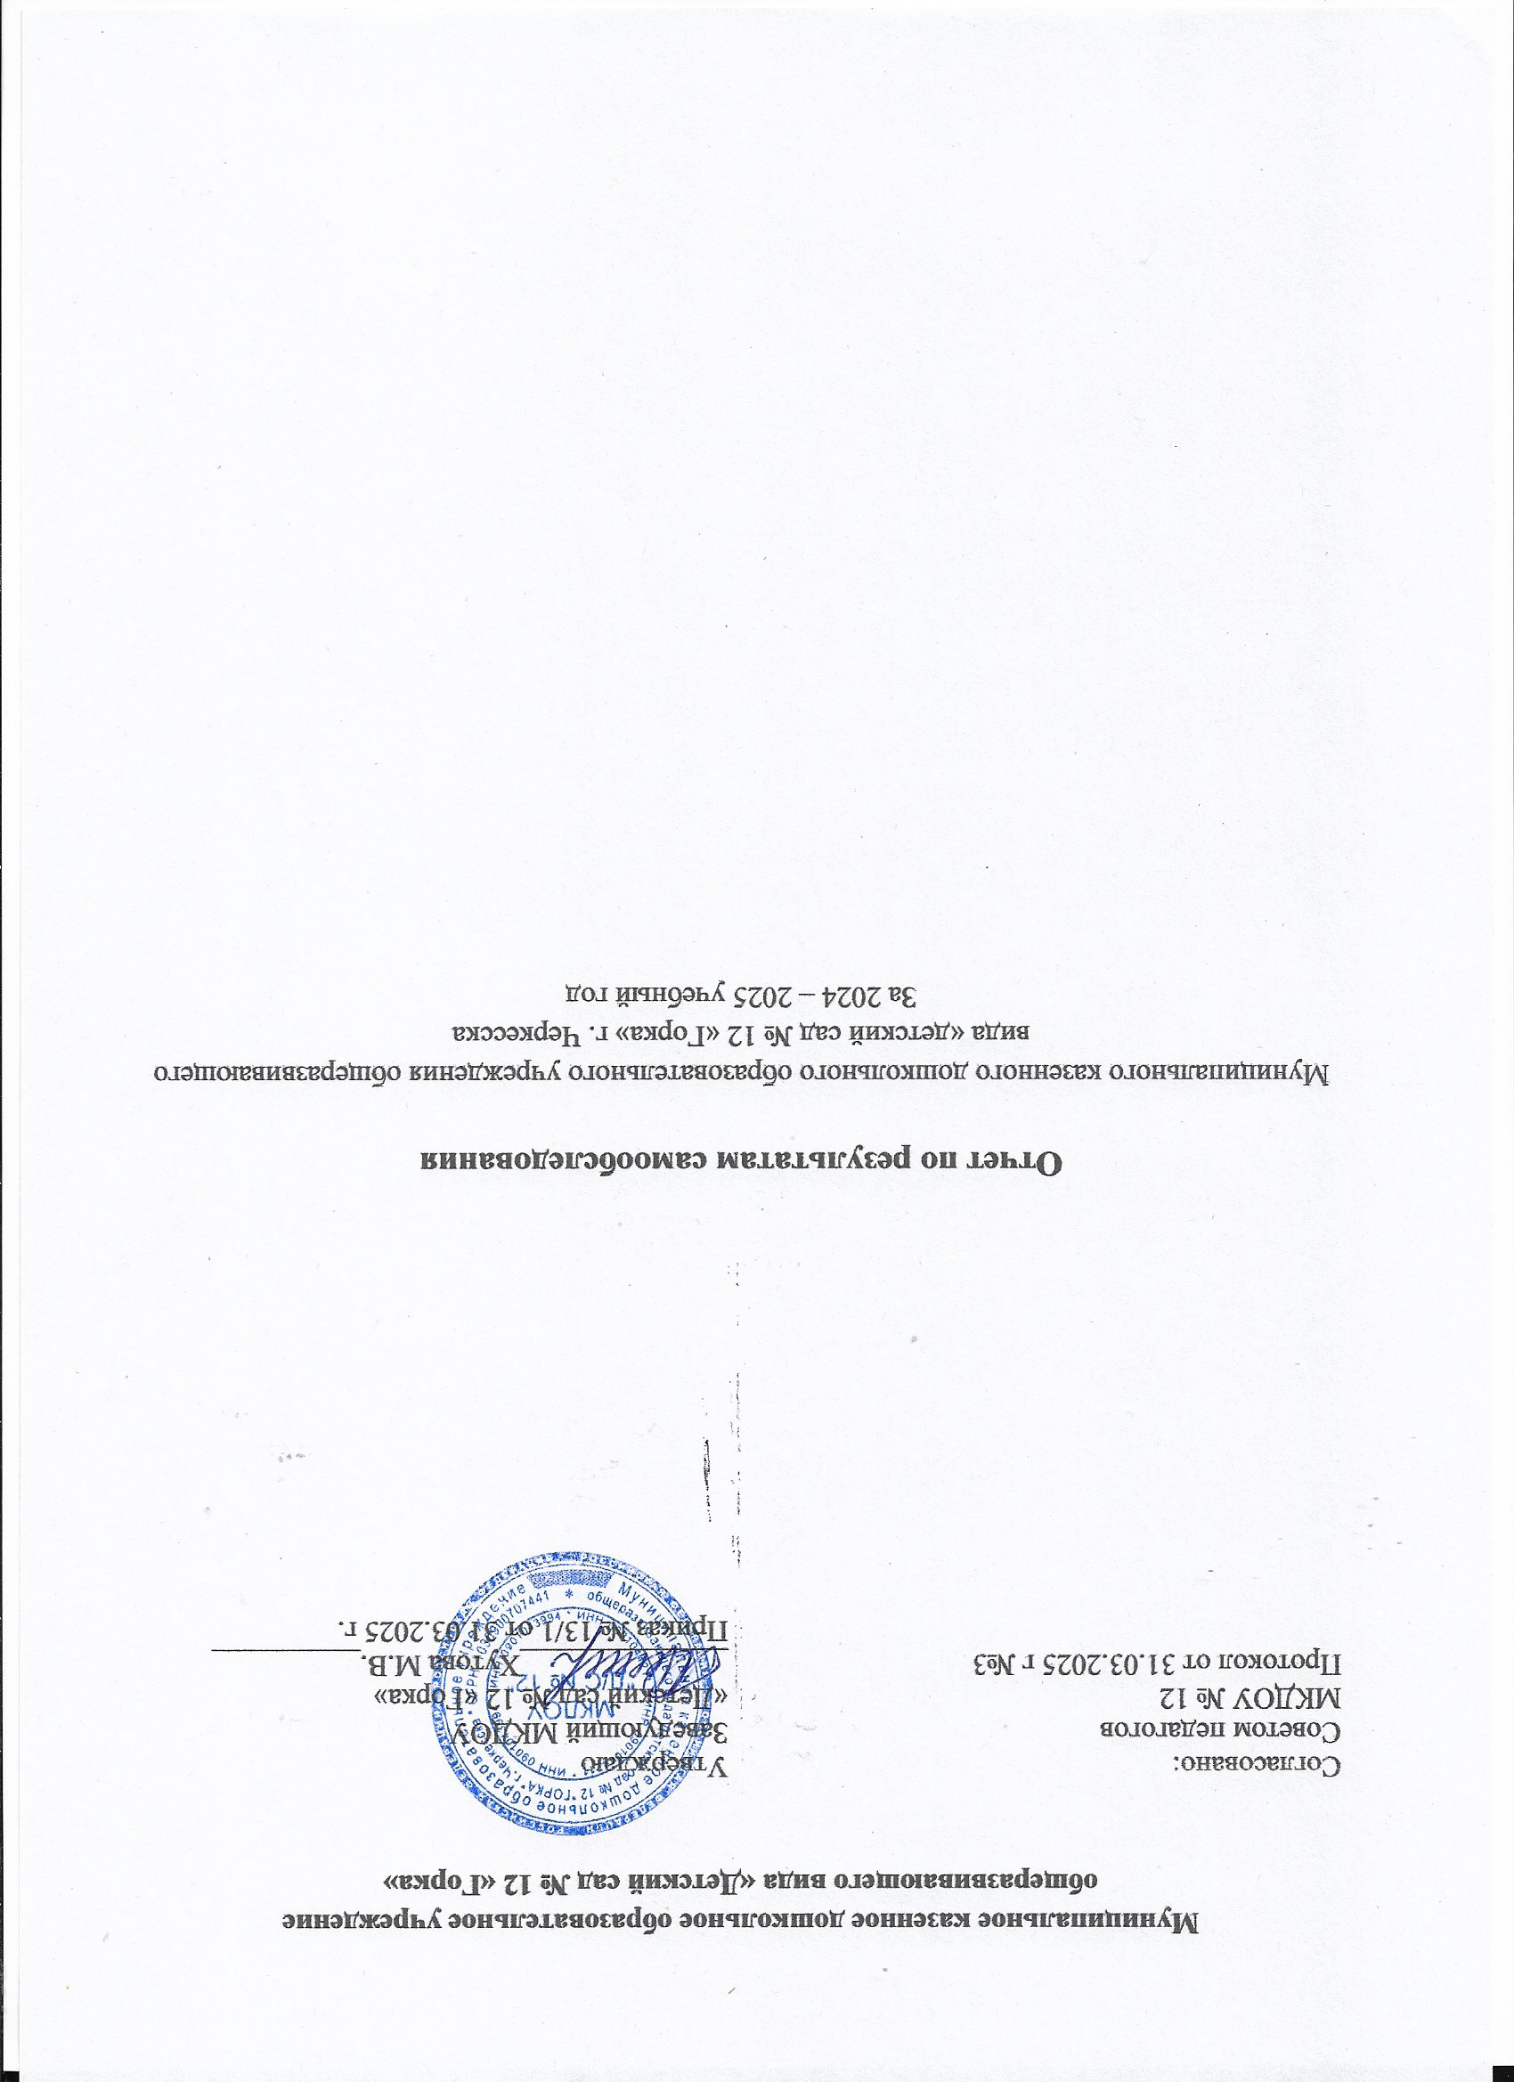 Муниципальное казенное дошкольное образовательное учреждение
общеразвивающего вида «Детский сад № 12 «Горка»
Согласовано:
Советом педагогов
МКДОУ № 12
Протокол от 31.03.2025 г №3
Утверждаю
Заведующий МКДОУ
«Детский сад № 12 «Горка»
Хутова М.В.
Приказ № 13/1 от 31.03.2025 г.
МКДОУ
"Д/С № 12"
Отчет по результатам самообследования
Муниципального казенного дошкольного образовательного учреждения общеразвивающего
вида «детский сад № 12 «Горка» г. Черкесска
За 2024 – 2025 учебный год